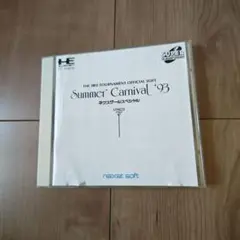 THE 3RD TOURNAMENT OFFICIAL SOFT
Summer Carnival '93
ネクスザールスペシャル
naxat soft